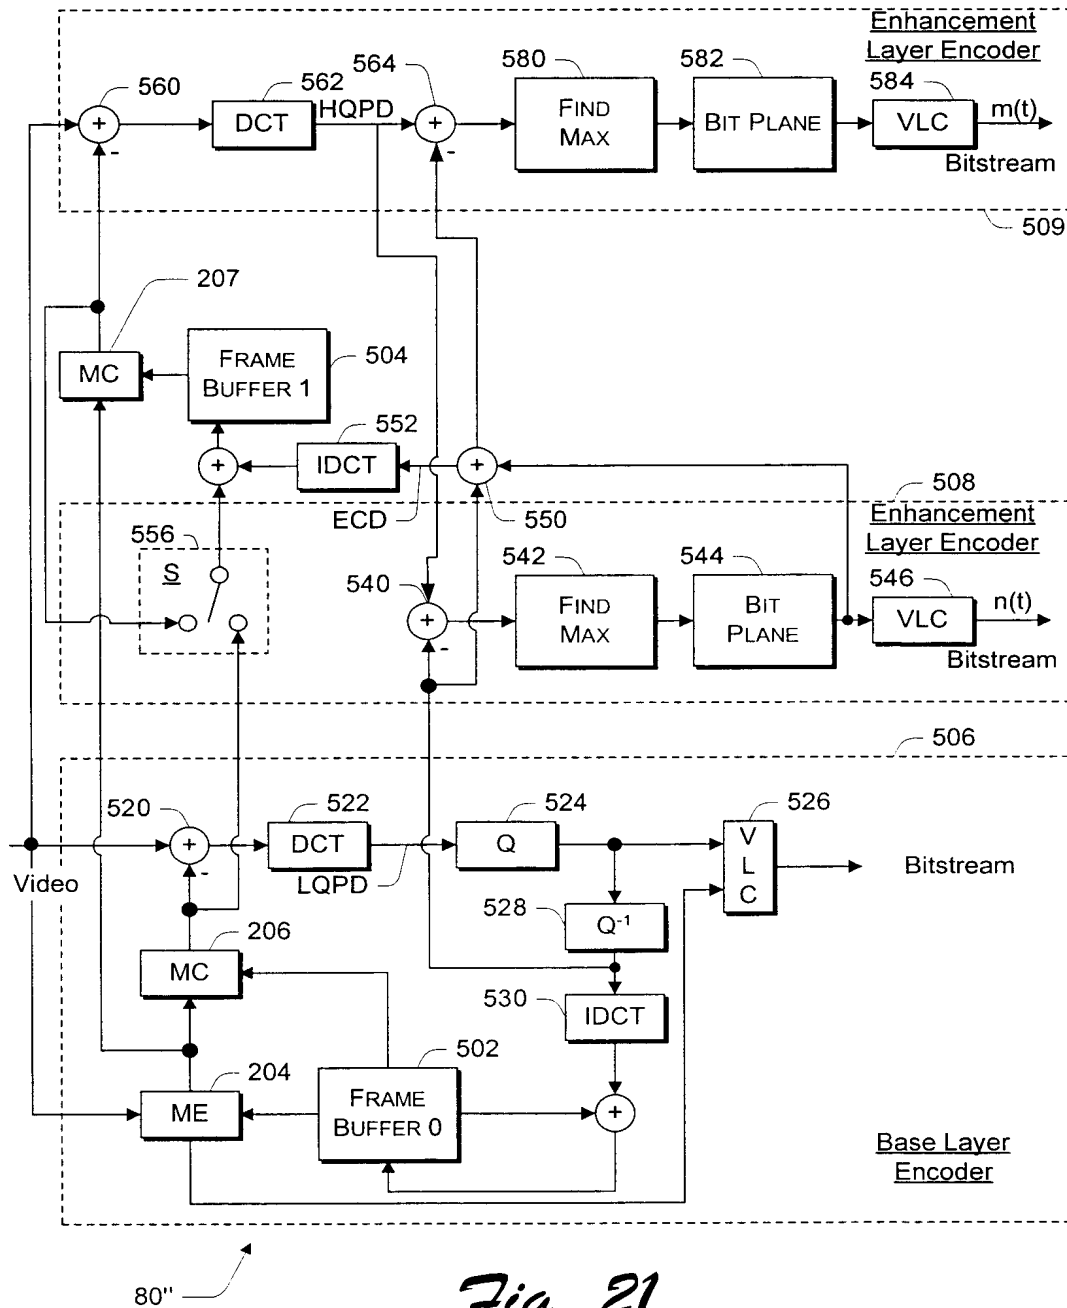 Enhancement
Layer Encoder
560
562
564
580
582
584
+
-
DCT
HQPD
+
-
FIND
MAX
BIT PLANE
VLC
m(t)
Bitstream
509
207
MC
FRAME
BUFFER 1
504
552
+
IDCT
+
ECD
550
508
Enhancement
Layer Encoder
556
S
540
542
544
546
+
-
FIND
MAX
BIT
PLANE
VLC
n(t)
Bitstream
506
520
522
524
526
Video
+
-
DCT
LQPD
Q
V
L
C
Bitstream
206
MC
528
Q-1
530
IDCT
204
ME
502
FRAME
BUFFER 0
+
Base Layer
Encoder
80"
Fig. 21